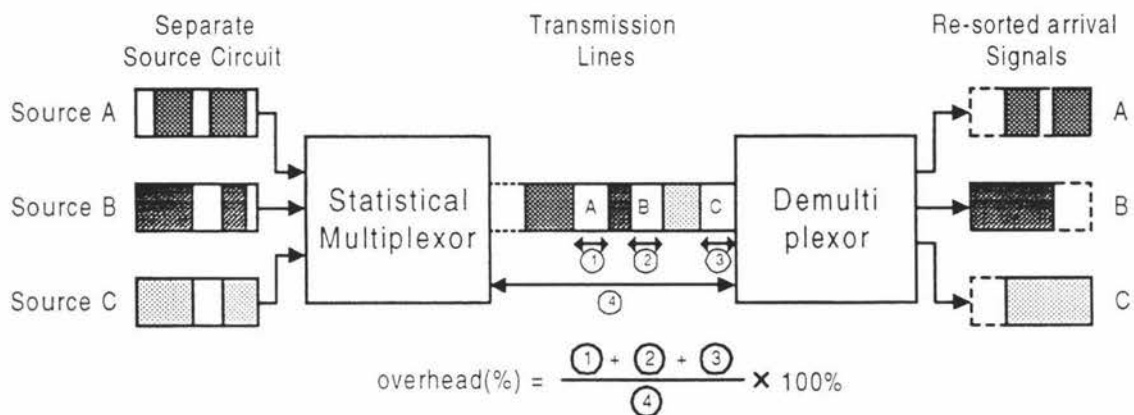 Separate
Source Circuit
Transmission
Lines
Re-sorted arrival
Signals
Source A
A
Source B
Statistical
Multiplexor
A
B
C
Demulti
plexor
B
1
2
3
4
Source C
C
overhead(%) = 1 + 2 + 3 / 4 × 100%